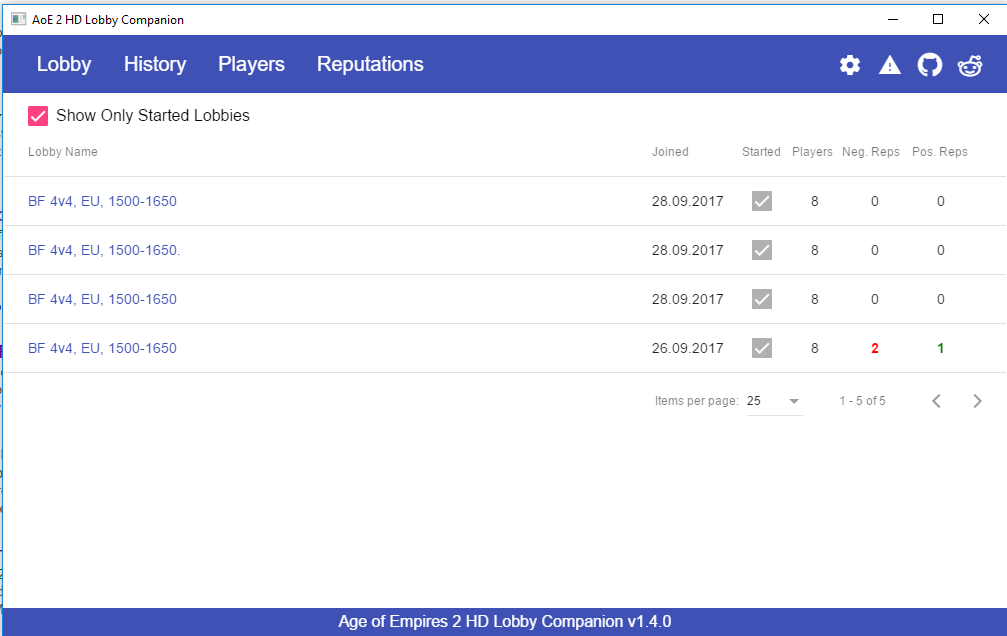 AoE 2 HD Lobby Companion
Lobby History Players Reputations
Show Only Started Lobbies
Lobby Name Joined Started Players Neg. Reps Pos. Reps
BF 4v4, EU, 1500-1650 28.09.2017 8 0 0
BF 4v4, EU, 1500-1650. 28.09.2017 8 0 0
BF 4v4, EU, 1500-1650 28.09.2017 8 0 0
BF 4v4, EU, 1500-1650 26.09.2017 8 2 1
Items per page: 25 1 - 5 of 5
Age of Empires 2 HD Lobby Companion v1.4.0